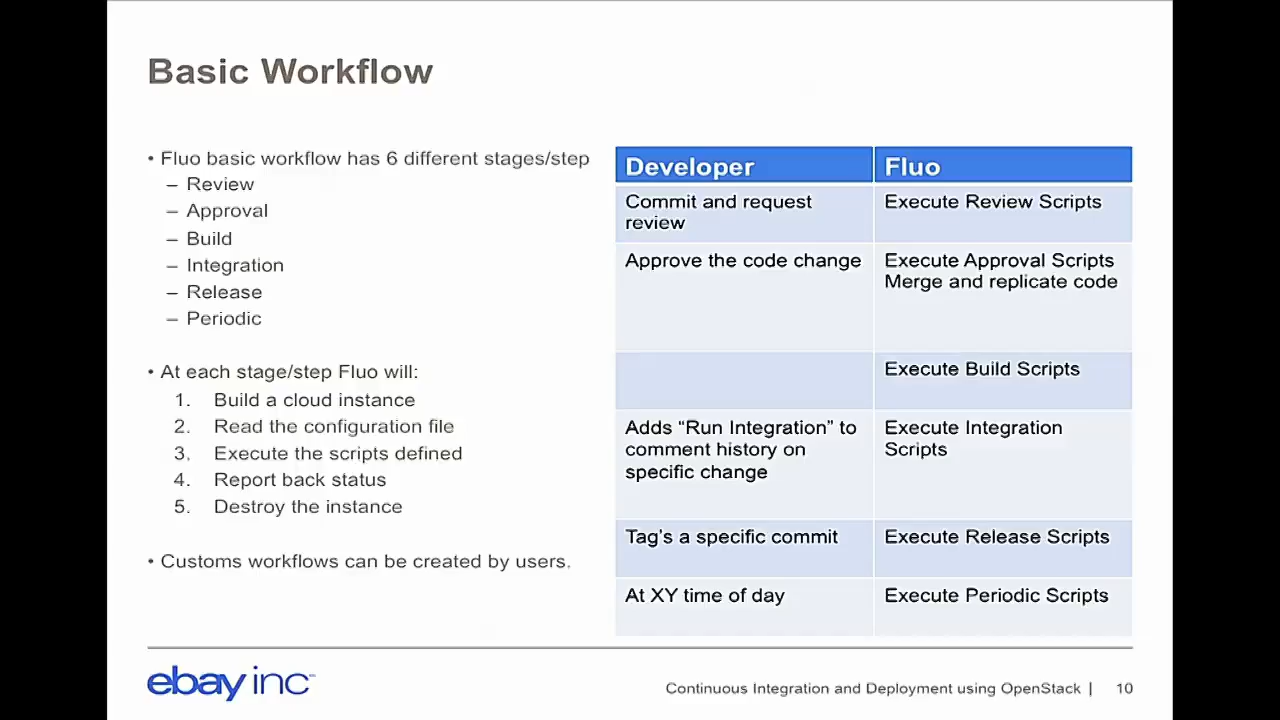 Basic Workflow
• Fluo basic workflow has 6 different stages/step
– Review
– Approval
– Build
– Integration
– Release
– Periodic
• At each stage/step Fluo will:
1. Build a cloud instance
2. Read the configuration file
3. Execute the scripts defined
4. Report back status
5. Destroy the instance
• Customs workflows can be created by users.
Developer Fluo
Commit and request
review
Execute Review Scripts
Approve the code change
Execute Approval Scripts
Merge and replicate code
Execute Build Scripts
Adds “Run Integration” to
comment history on
specific change
Execute Integration
Scripts
Tag's a specific commit
Execute Release Scripts
At XY time of day
Execute Periodic Scripts
ebay inc
Continuous Integration and Deployment using OpenStack | 10